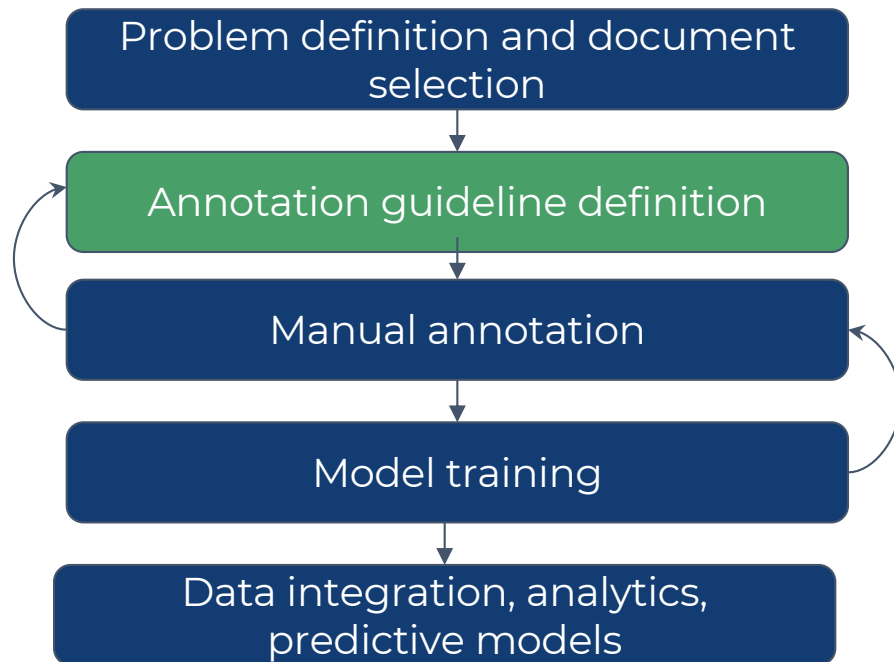 Problem definition and document
selection
Annotation guideline definition
Manual annotation
Model training
Data integration, analytics,
predictive models